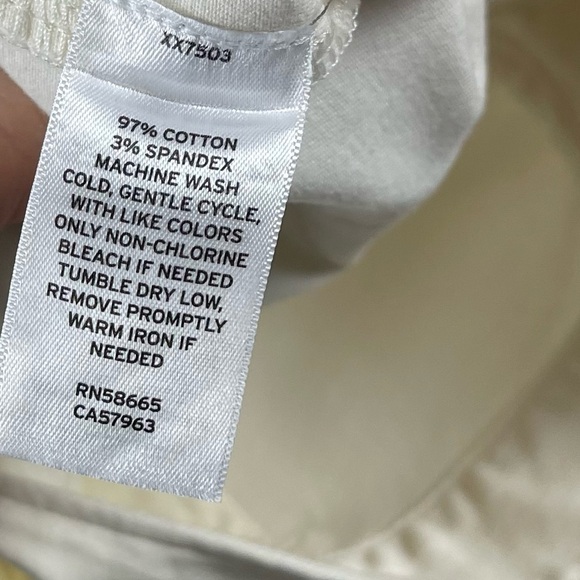 XX7503
97% COTTON
3% SPANDEX
MACHINE WASH
COLD, GENTLE CYCLE,
WITH LIKE COLORS
ONLY NON-CHLORINE
BLEACH IF NEEDED
TUMBLE DRY LOW,
REMOVE PROMPTLY
WARM IRON IF
NEEDED
RN58665
CA57963